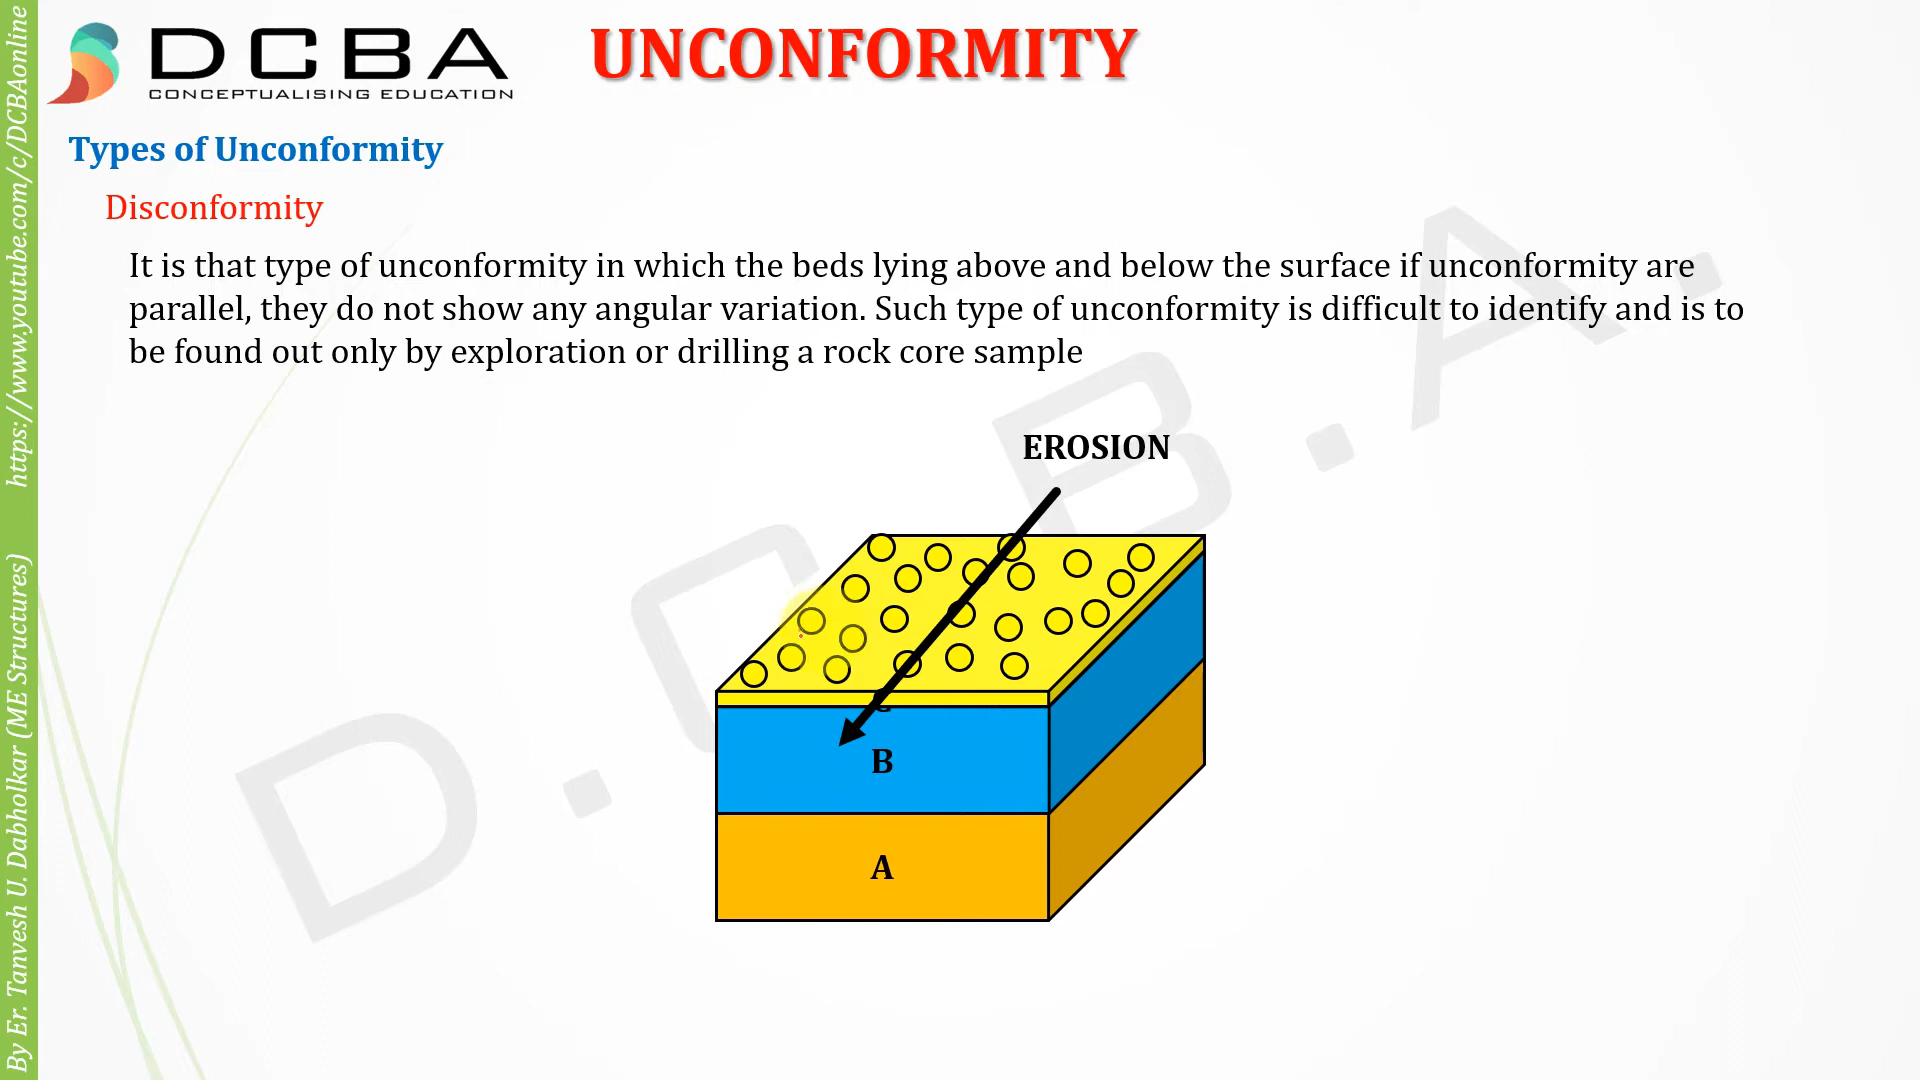 DCBA
CONCEPTUALISING EDUCATION
UNCONFORMITY
Types of Unconformity
Disconformity
It is that type of unconformity in which the beds lying above and below the surface if unconformity are
parallel, they do not show any angular variation. Such type of unconformity is difficult to identify and is to
be found out only by exploration or drilling a rock core sample
EROSION
C
B
A
D.C.B.A.
By Er. Tanvesh U. Dabholkar (ME Structures) https://www.youtube.com/c/DCBAonline